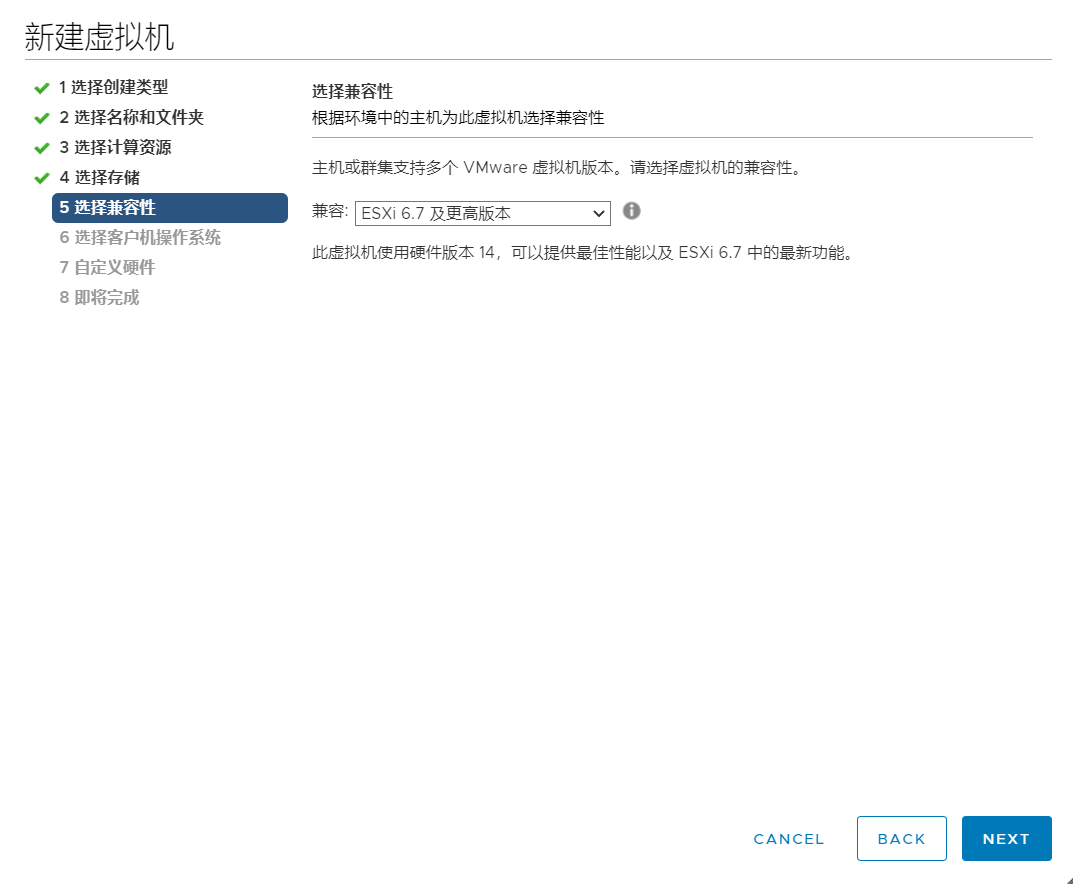 新建虚拟机
1 选择创建类型
2 选择名称和文件夹
3 选择计算资源
4 选择存储
5 选择兼容性
6 选择客户机操作系统
7 自定义硬件
8 即将完成
选择兼容性
根据环境中的主机为此虚拟机选择兼容性
主机或群集支持多个 VMware 虚拟机版本。请选择虚拟机的兼容性。
兼容: ESXi 6.7 及更高版本
此虚拟机使用硬件版本 14，可以提供最佳性能以及 ESXi 6.7 中的最新功能。
CANCEL BACK NEXT